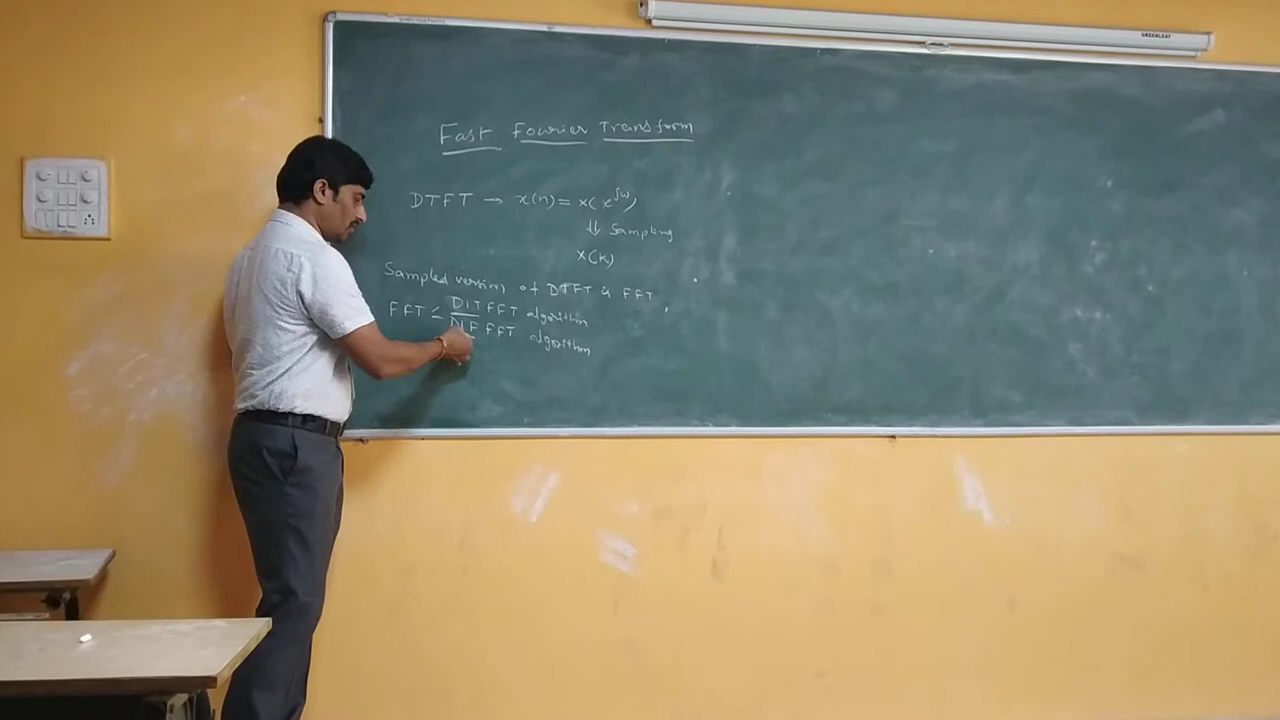 GREENLEAF
Fast Fourier Transform
DTFT → x(n) = x(e^jw)
⇓ Sampling
x(k)
Sampled version of DTFT is FFT
FFT < DIT FFT algorithm
DIF FFT algorithm